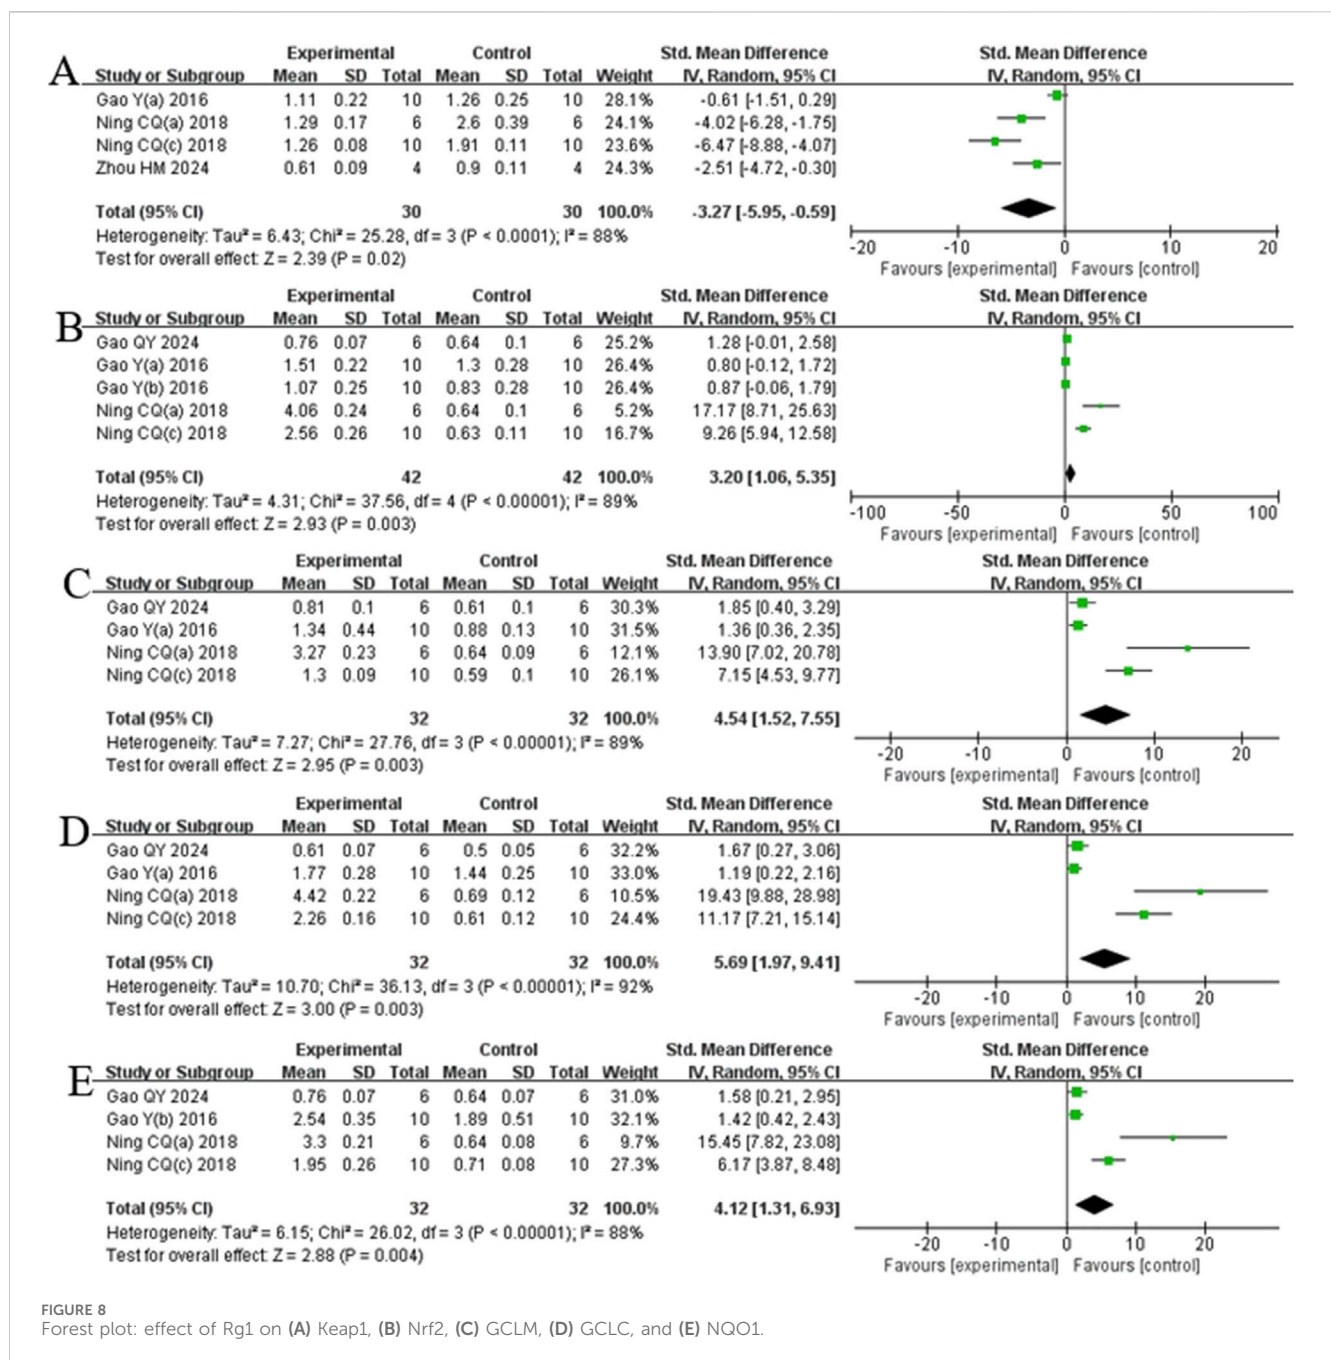 A
Experimental Control Std. Mean Difference Std. Mean Difference
Study or Subgroup Mean SD Total Mean SD Total Weight IV, Random, 95% CI IV, Random, 95% CI
Gao Y(a) 2016 1.11 0.22 10 1.26 0.25 10 28.1% -0.61 [-1.51, 0.29]
Ning CQ(a) 2018 1.29 0.17 6 2.6 0.39 6 24.1% -4.02 [-6.28, -1.75]
Ning CQ(c) 2018 1.26 0.08 10 1.91 0.11 10 23.6% -6.47 [-8.88, -4.07]
Zhou HM 2024 0.61 0.09 4 0.9 0.11 4 24.3% -2.51 [-4.72, -0.30]
Total (95% CI) 30 30 100.0% -3.27 [-5.95, -0.59]
Heterogeneity: Tau² = 6.43; Chi² = 25.28, df = 3 (P < 0.0001); I² = 88%
Test for overall effect: Z = 2.39 (P = 0.02)
-20 -10 0 10 20
Favours [experimental] Favours [control]
B
Experimental Control Std. Mean Difference Std. Mean Difference
Study or Subgroup Mean SD Total Mean SD Total Weight IV, Random, 95% CI IV, Random, 95% CI
Gao QY 2024 0.76 0.07 6 0.64 0.1 6 25.2% 1.28 [-0.01, 2.58]
Gao Y(a) 2016 1.51 0.22 10 1.3 0.28 10 26.4% 0.80 [-0.12, 1.72]
Gao Y(b) 2016 1.07 0.25 10 0.83 0.28 10 26.4% 0.87 [-0.06, 1.79]
Ning CQ(a) 2018 4.06 0.24 6 0.64 0.1 6 5.2% 17.17 [8.71, 25.63]
Ning CQ(c) 2018 2.56 0.26 10 0.63 0.11 10 16.7% 9.26 [5.94, 12.58]
Total (95% CI) 42 42 100.0% 3.20 [1.06, 5.35]
Heterogeneity: Tau² = 4.31; Chi² = 37.56, df = 4 (P < 0.00001); I² = 89%
Test for overall effect: Z = 2.93 (P = 0.003)
-100 -50 0 50 100
Favours [experimental] Favours [control]
C
Experimental Control Std. Mean Difference Std. Mean Difference
Study or Subgroup Mean SD Total Mean SD Total Weight IV, Random, 95% CI IV, Random, 95% CI
Gao QY 2024 0.81 0.1 6 0.61 0.1 6 30.3% 1.85 [0.40, 3.29]
Gao Y(a) 2016 1.34 0.44 10 0.88 0.13 10 31.5% 1.36 [0.36, 2.35]
Ning CQ(a) 2018 3.27 0.23 6 0.64 0.09 6 12.1% 13.90 [7.02, 20.78]
Ning CQ(c) 2018 1.3 0.09 10 0.59 0.1 10 26.1% 7.15 [4.53, 9.77]
Total (95% CI) 32 32 100.0% 4.54 [1.52, 7.55]
Heterogeneity: Tau² = 7.27; Chi² = 27.76, df = 3 (P < 0.00001); I² = 89%
Test for overall effect: Z = 2.95 (P = 0.003)
-20 -10 0 10 20
Favours [experimental] Favours [control]
D
Experimental Control Std. Mean Difference Std. Mean Difference
Study or Subgroup Mean SD Total Mean SD Total Weight IV, Random, 95% CI IV, Random, 95% CI
Gao QY 2024 0.61 0.07 6 0.5 0.05 6 32.2% 1.67 [0.27, 3.06]
Gao Y(a) 2016 1.77 0.28 10 1.44 0.25 10 33.0% 1.19 [0.22, 2.16]
Ning CQ(a) 2018 4.42 0.22 6 0.69 0.12 6 10.5% 19.43 [9.88, 28.98]
Ning CQ(c) 2018 2.26 0.16 10 0.61 0.12 10 24.4% 11.17 [7.21, 15.14]
Total (95% CI) 32 32 100.0% 5.69 [1.97, 9.41]
Heterogeneity: Tau² = 10.70; Chi² = 36.13, df = 3 (P < 0.00001); I² = 92%
Test for overall effect: Z = 3.00 (P = 0.003)
-20 -10 0 10 20
Favours [experimental] Favours [control]
E
Experimental Control Std. Mean Difference Std. Mean Difference
Study or Subgroup Mean SD Total Mean SD Total Weight IV, Random, 95% CI IV, Random, 95% CI
Gao QY 2024 0.76 0.07 6 0.64 0.07 6 31.0% 1.58 [0.21, 2.95]
Gao Y(b) 2016 2.54 0.35 10 1.89 0.51 10 32.1% 1.42 [0.42, 2.43]
Ning CQ(a) 2018 3.3 0.21 6 0.64 0.08 6 9.7% 15.45 [7.82, 23.08]
Ning CQ(c) 2018 1.95 0.26 10 0.71 0.08 10 27.3% 6.17 [3.87, 8.48]
Total (95% CI) 32 32 100.0% 4.12 [1.31, 6.93]
Heterogeneity: Tau² = 6.15; Chi² = 26.02, df = 3 (P < 0.00001); I² = 88%
Test for overall effect: Z = 2.88 (P = 0.004)
-20 -10 0 10 20
Favours [experimental] Favours [control]
FIGURE 8
Forest plot: effect of Rg1 on (A) Keap1, (B) Nrf2, (C) GCLM, (D) GCLC, and (E) NQO1.